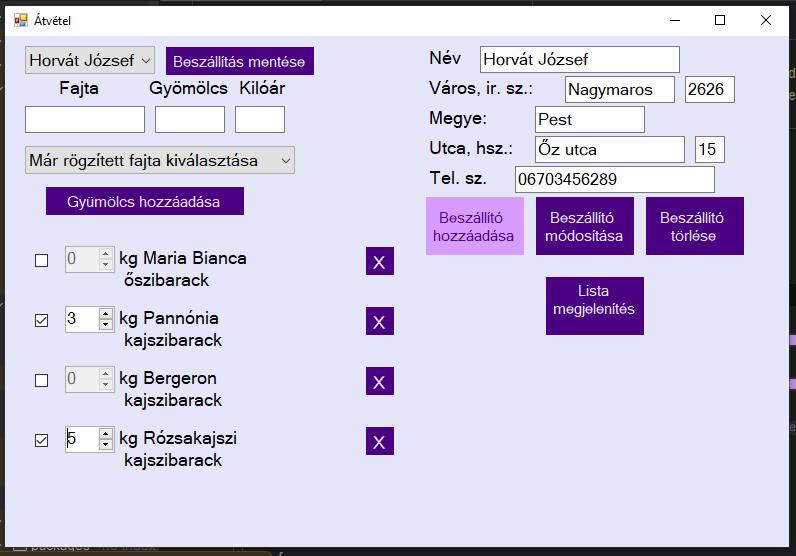 Átvétel
Horvát József
Beszállítás mentése
Fajta Gyömölcs Kilóár
Már rögzített fajta kiválasztása
Gyümölcs hozzáadása
0 kg Maria Bianca
őszibarack
X
3 kg Pannónia
kajszibarack
X
0 kg Bergeron
kajszibarack
X
5 kg Rózsakajszi
kajszibarack
X
Név Horvát József
Város, ir. sz.: Nagymaros 2626
Megye: Pest
Utca, hsz.: Őz utca 15
Tel. sz. 06703456289
Beszállító
hozzáadása
Beszállító
módosítása
Beszállító
törlése
Lista
megjelenítés